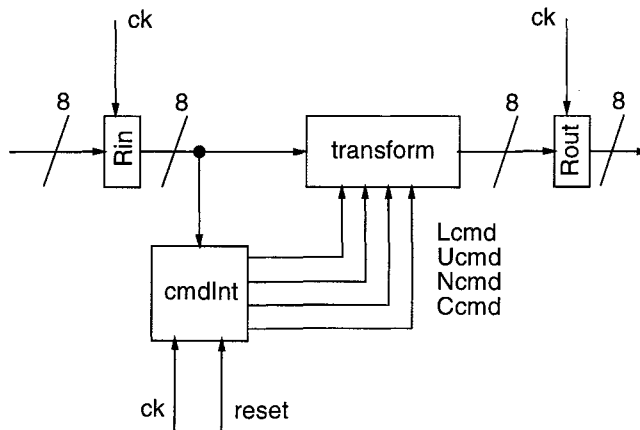 ck
ck
8
8
8
8
Rin
transform
Rout
Lcmd
Ucmd
Ncmd
Ccmd
cmdInt
ck
reset